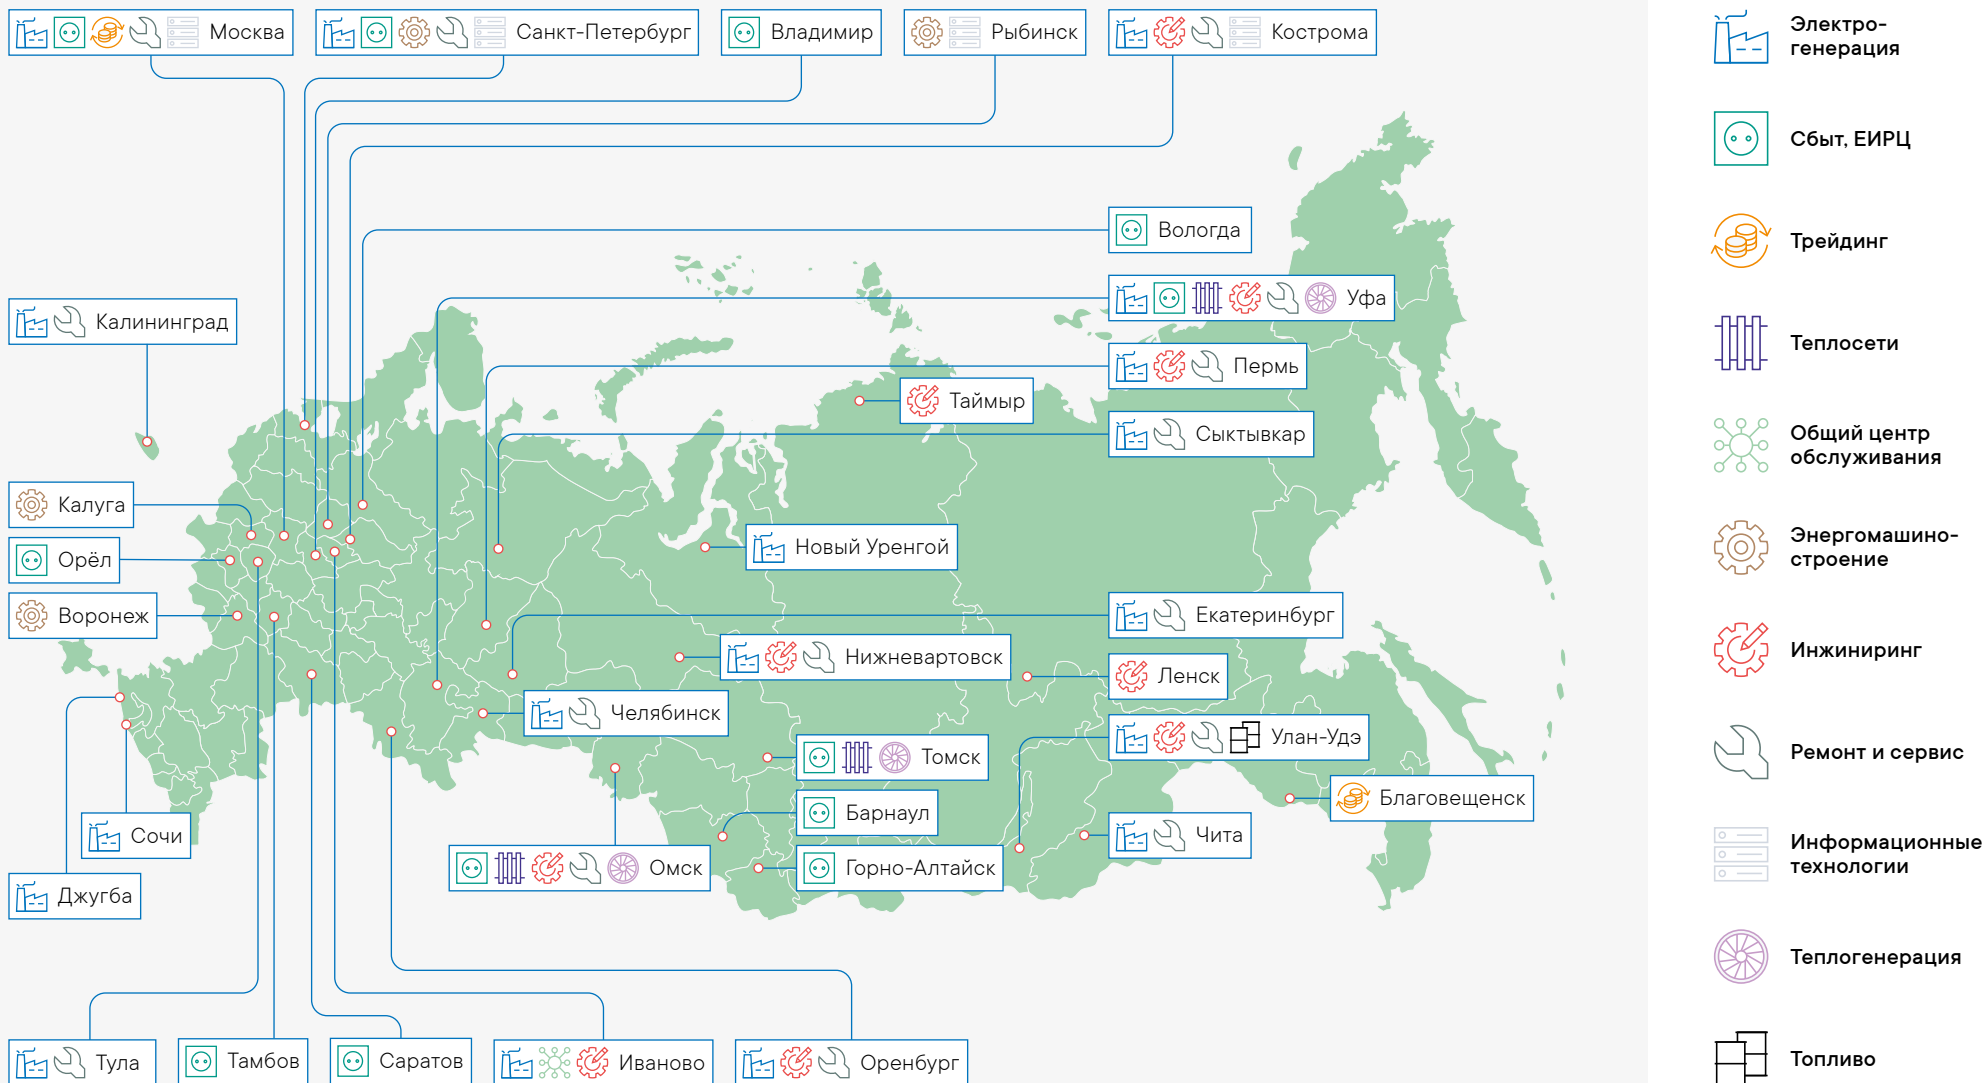 Москва
Санкт-Петербург
Владимир
Рыбинск
Кострома
Вологда
Уфа
Калининград
Пермь
Таймыр
Сыктывкар
Калуга
Орёл
Новый Уренгой
Воронеж
Екатеринбург
Нижневартовск
Ленск
Челябинск
Улан-Удэ
Томск
Благовещенск
Барнаул
Сочи
Чита
Омск
Горно-Алтайск
Джугба
Тула
Тамбов
Саратов
Иваново
Оренбург
Электро-
генерация
Сбыт, ЕИРЦ
Трейдинг
Теплосети
Общий центр
обслуживания
Энергомашино-
строение
Инжиниринг
Ремонт и сервис
Информационные
технологии
Теплогенерация
Топливо